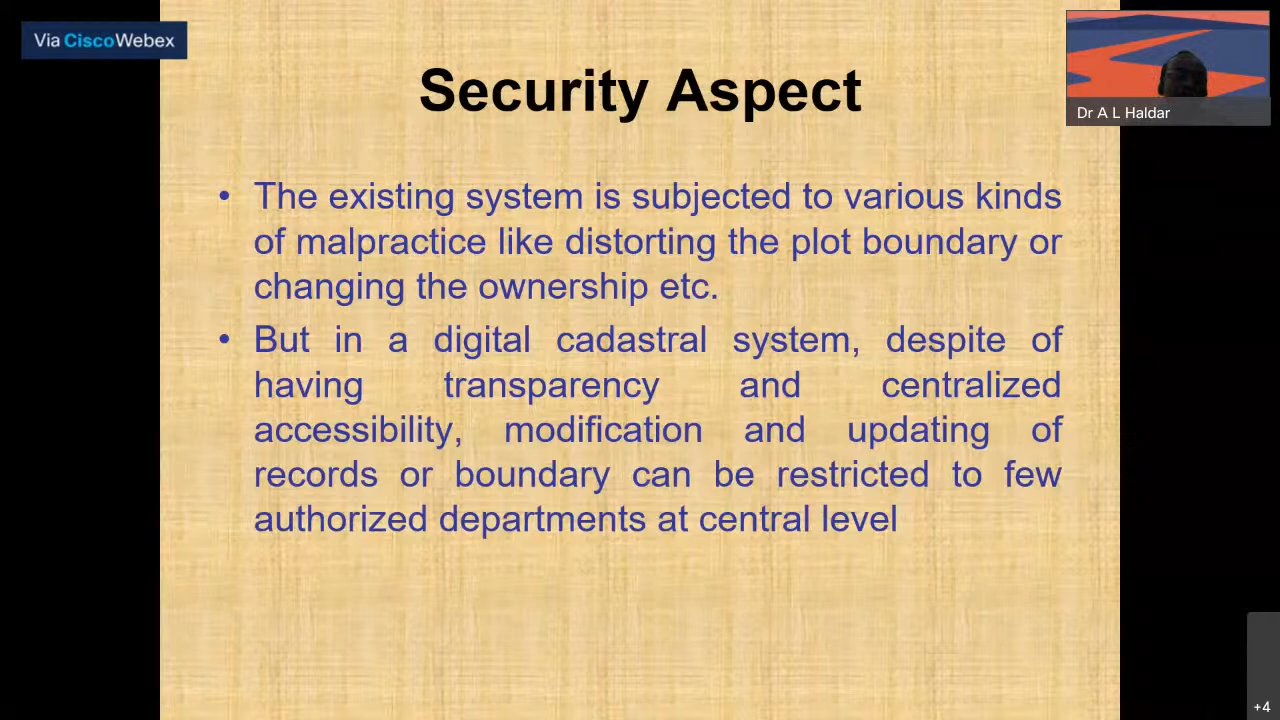 Via Cisco Webex
Security Aspect
Dr A L Haldar
• The existing system is subjected to various kinds
of malpractice like distorting the plot boundary or
changing the ownership etc.
• But in a digital cadastral system, despite of
having transparency and centralized
accessibility, modification and updating of
records or boundary can be restricted to few
authorized departments at central level
+4